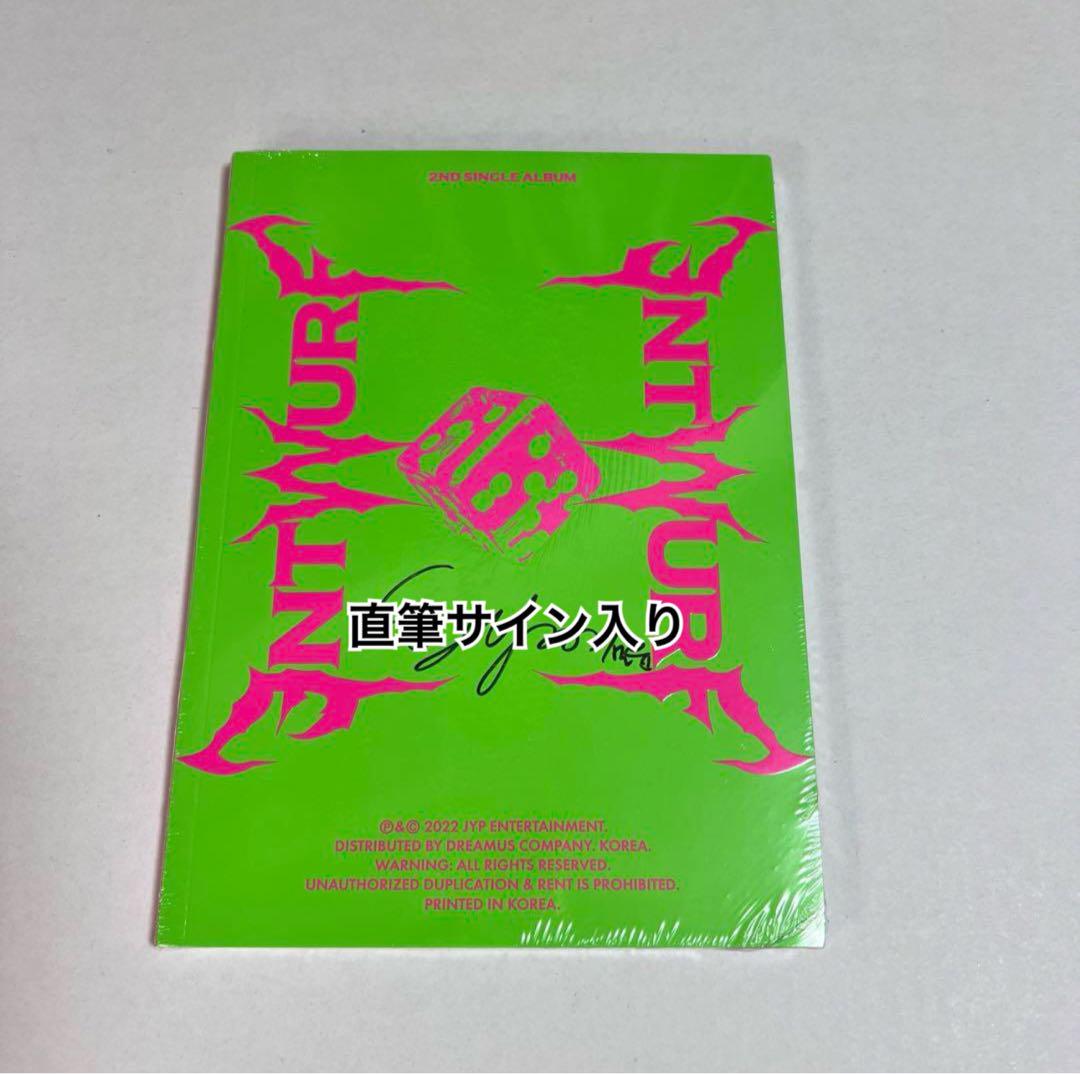 2ND SINGLE ALBUM
ENTWURF
ENTWURF
直筆サイン入り
℗&© 2022 JYP ENTERTAINMENT.
DISTRIBUTED BY DREAMUS COMPANY. KOREA.
WARNING: ALL RIGHTS RESERVED.
UNAUTHORIZED DUPLICATION & RENT IS PROHIBITED.
PRINTED IN KOREA.